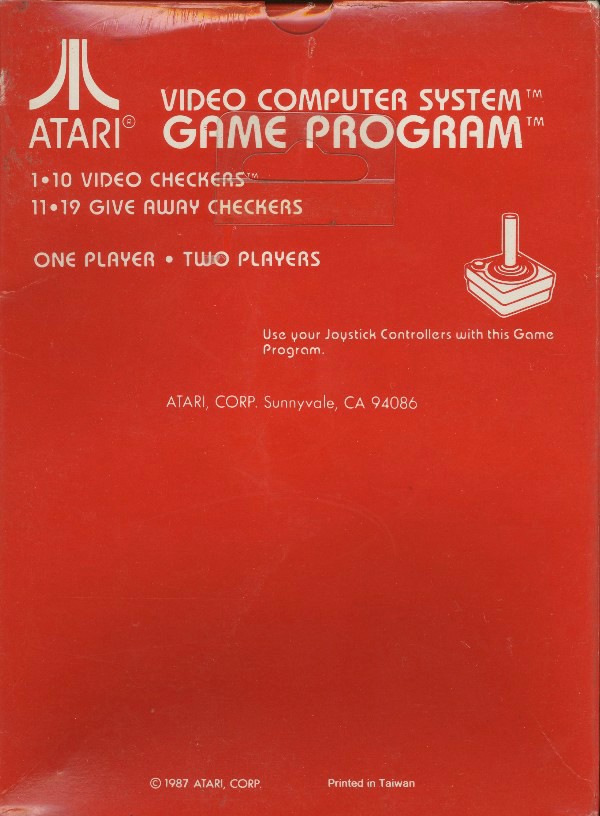 VIDEO COMPUTER SYSTEM™
ATARI® GAME PROGRAM™
1•10 VIDEO CHECKERS™
11•19 GIVE AWAY CHECKERS
ONE PLAYER • TWO PLAYERS
Use your Joystick Controllers with this Game
Program.
ATARI, CORP. Sunnyvale, CA 94086
© 1987 ATARI, CORP. Printed in Taiwan